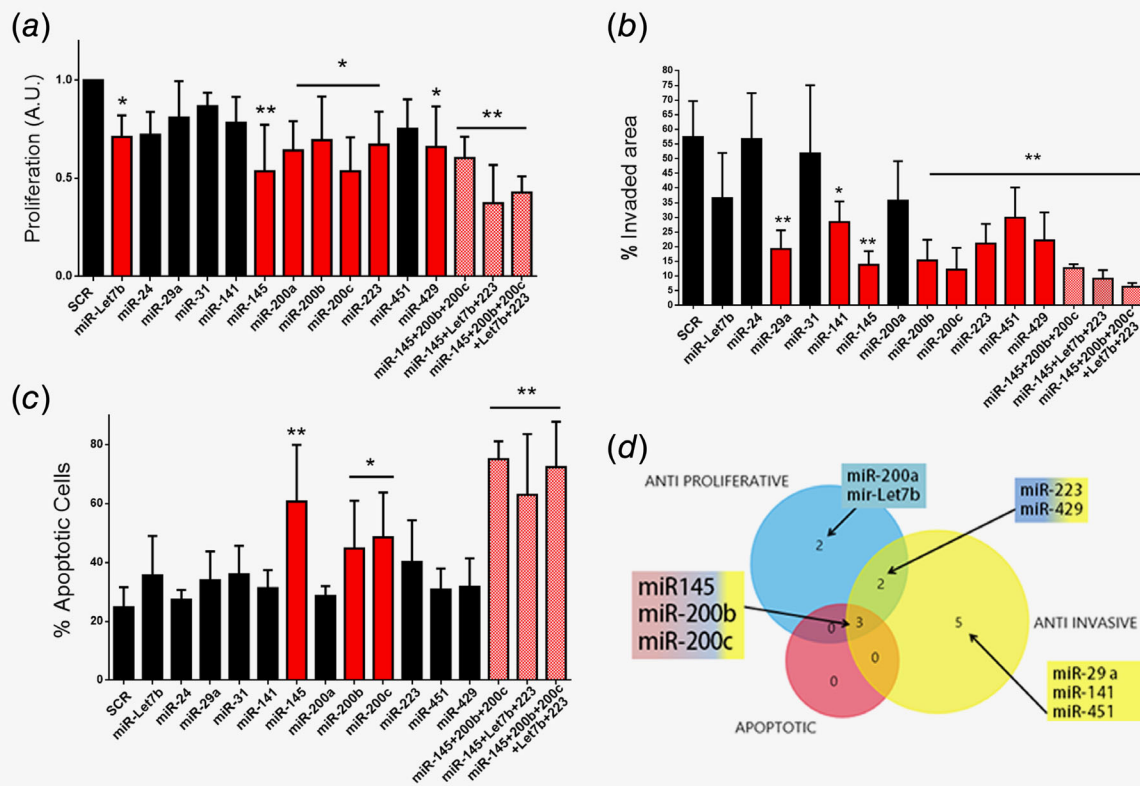 (a)
Proliferation (A.U.)
1.0
0.5
0.0
*
**
*
*
**
SCR
miR-Let7b
miR-24
miR-29a
miR-31
miR-141
miR-145
miR-200a
miR-200b
miR-200c
miR-223
miR-451
miR-429
miR-145+200b+200c
miR-145+Let7b+223
miR-145+200b+200c
+Let7b+223
(b)
% Invaded area
80
75
70
65
60
55
50
45
40
35
30
25
20
15
10
5
0
**
*
**
**
SCR
miR-Let7b
miR-24
miR-29a
miR-31
miR-141
miR-145
miR-200a
miR-200b
miR-200c
miR-223
miR-451
miR-429
miR-145+200b+200c
miR-145+Let7b+223
miR-145+200b+200c
+Let7b+223
(c)
% Apoptotic Cells
80
60
40
20
0
**
*
**
SCR
miR-Let7b
miR-24
miR-29a
miR-31
miR-141
miR-145
miR-200a
miR-200b
miR-200c
miR-223
miR-451
miR-429
miR-145+200b+200c
miR-145+Let7b+223
miR-145+200b+200c
+Let7b+223
(d)
ANTI PROLIFERATIVE
miR-200a
mir-Let7b
miR-223
miR-429
2
2
miR145
miR-200b
miR-200c
0
3
5
ANTI INVASIVE
0
0
miR-29 a
miR-141
miR-451
APOPTOTIC